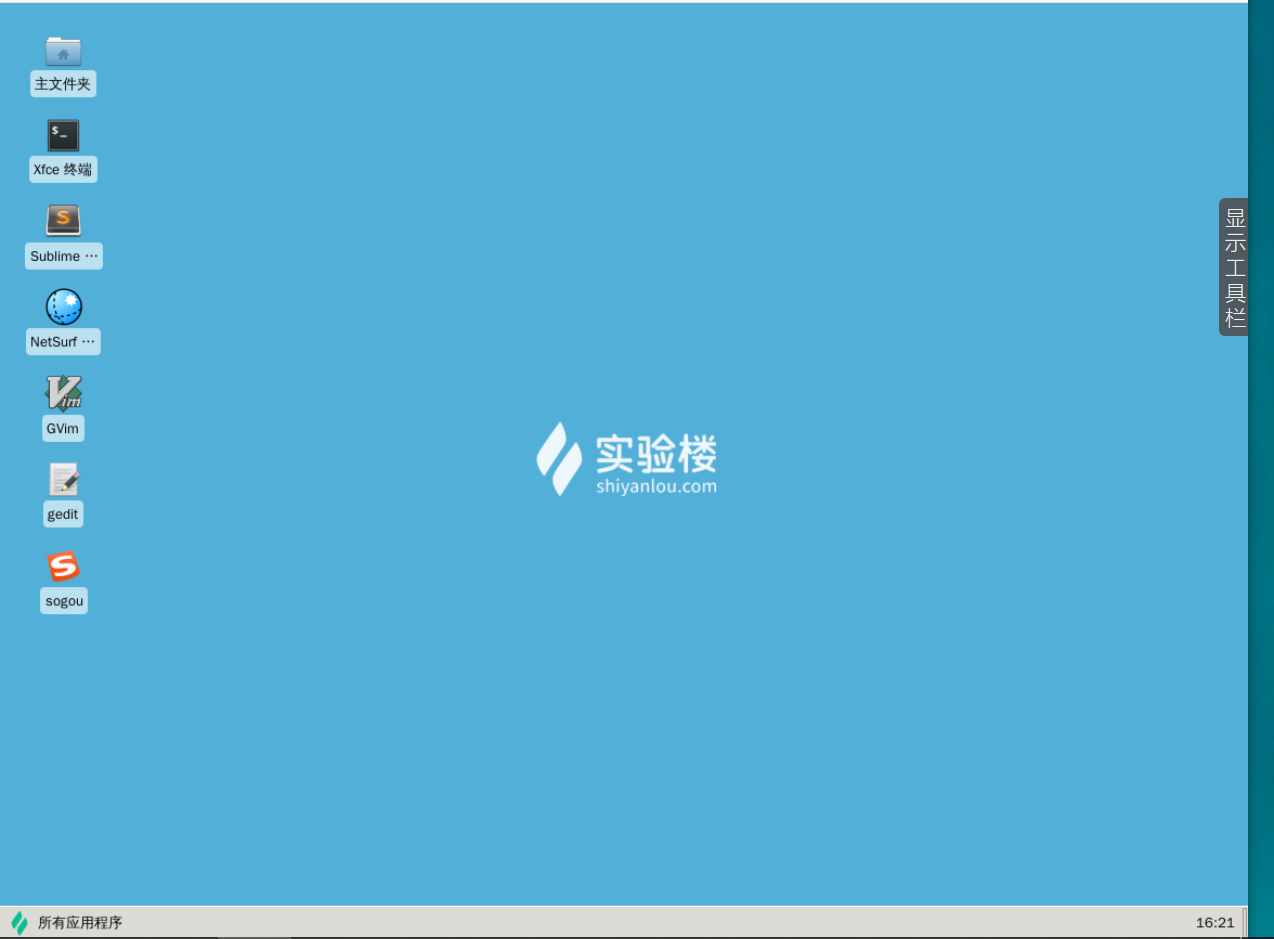 主文件夹
$_
Xfce 终端
S
Sublime …
NetSurf …
Vim
GVim
gedit
S
sogou
实验楼
shiyanlou.com
显示工具栏
所有应用程序
16:21